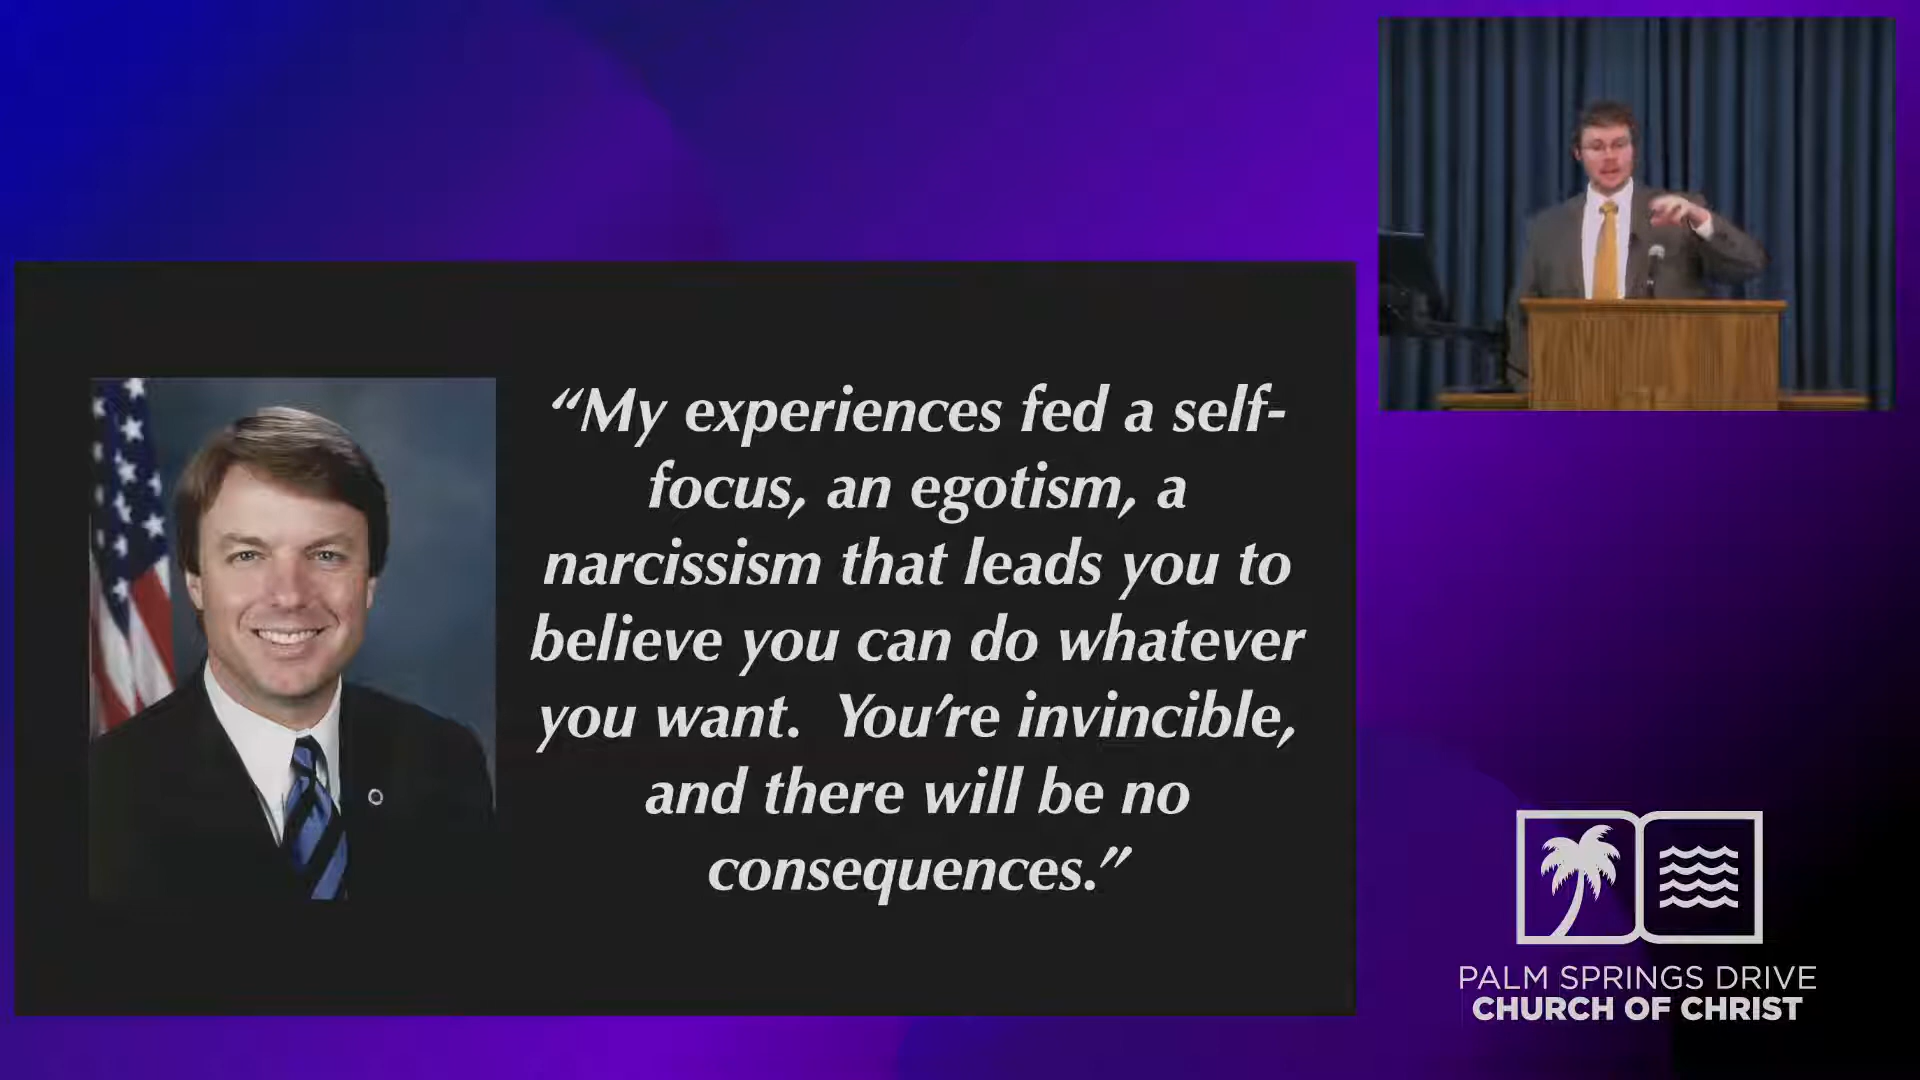 “My experiences fed a self-
focus, an egotism, a
narcissism that leads you to
believe you can do whatever
you want.  You’re invincible,
and there will be no
consequences.”
PALM SPRINGS DRIVE
CHURCH OF CHRIST